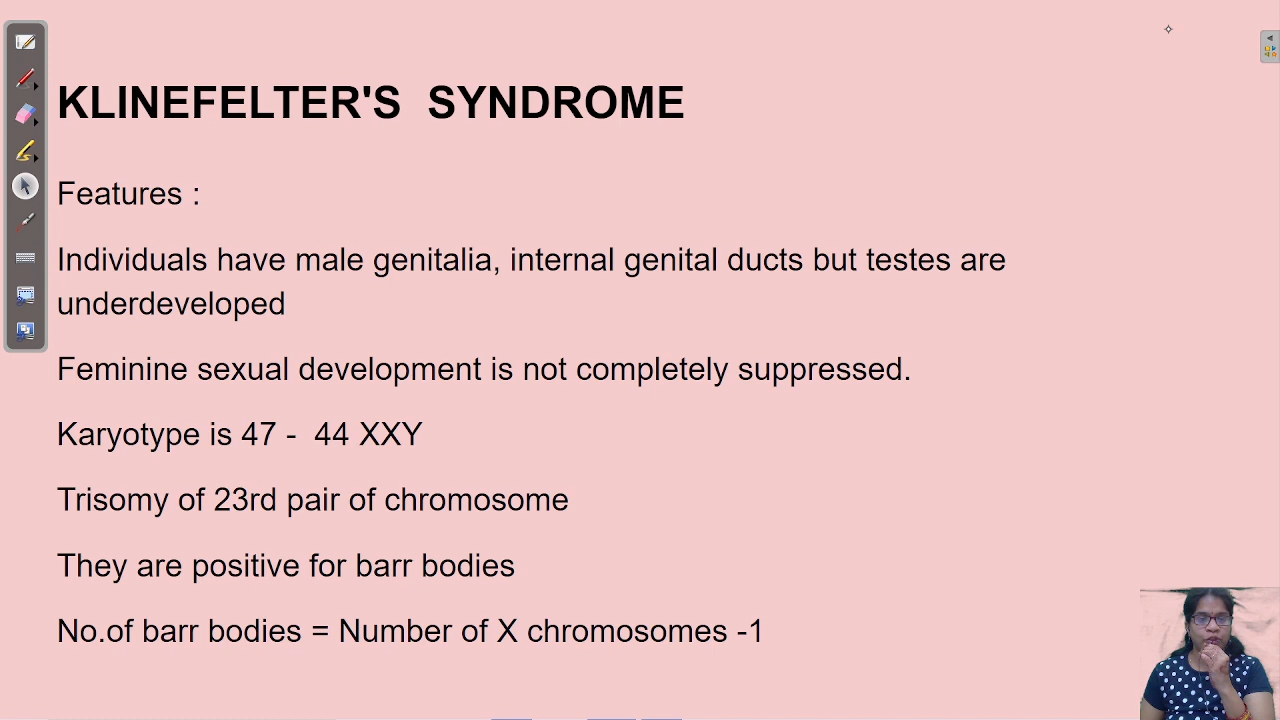 KLINEFELTER'S SYNDROME
Features :
Individuals have male genitalia, internal genital ducts but testes are
underdeveloped
Feminine sexual development is not completely suppressed.
Karyotype is 47 - 44 XXY
Trisomy of 23rd pair of chromosome
They are positive for barr bodies
No.of barr bodies = Number of X chromosomes -1